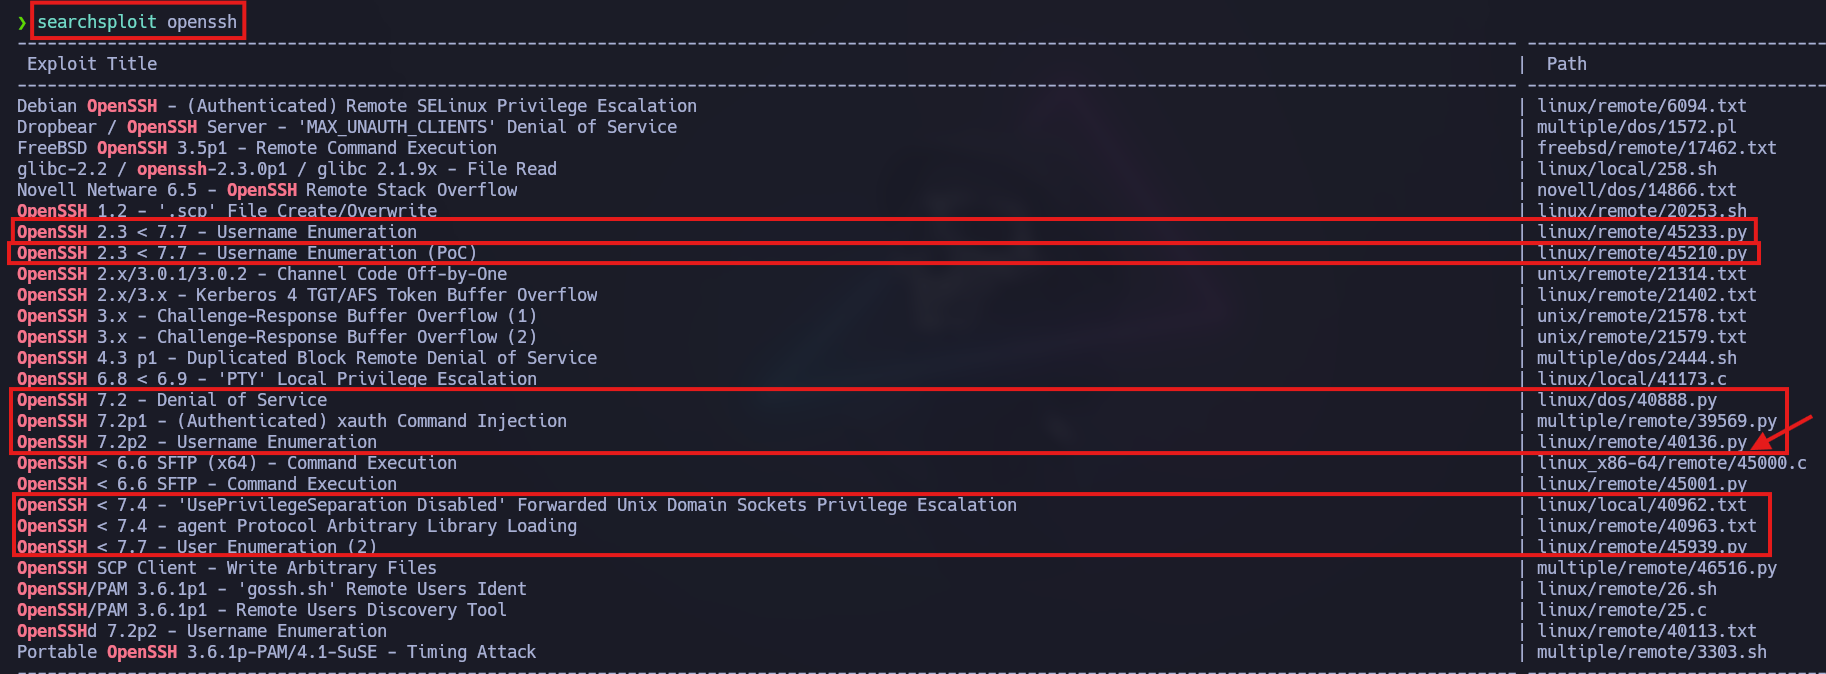 ❯ searchsploit openssh
Exploit Title | Path
Debian OpenSSH - (Authenticated) Remote SELinux Privilege Escalation | linux/remote/6094.txt
Dropbear / OpenSSH Server - 'MAX_UNAUTH_CLIENTS' Denial of Service | multiple/dos/1572.pl
FreeBSD OpenSSH 3.5p1 - Remote Command Execution | freebsd/remote/17462.txt
glibc-2.2 / openssh-2.3.0p1 / glibc 2.1.9x - File Read | linux/local/258.sh
Novell Netware 6.5 - OpenSSH Remote Stack Overflow | novell/dos/14866.txt
OpenSSH 1.2 - '.scp' File Create/Overwrite | linux/remote/20253.sh
OpenSSH 2.3 < 7.7 - Username Enumeration | linux/remote/45233.py
OpenSSH 2.3 < 7.7 - Username Enumeration (PoC) | linux/remote/45210.py
OpenSSH 2.x/3.0.1/3.0.2 - Channel Code Off-by-One | unix/remote/21314.txt
OpenSSH 2.x/3.x - Kerberos 4 TGT/AFS Token Buffer Overflow | linux/remote/21402.txt
OpenSSH 3.x - Challenge-Response Buffer Overflow (1) | unix/remote/21578.txt
OpenSSH 3.x - Challenge-Response Buffer Overflow (2) | unix/remote/21579.txt
OpenSSH 4.3 p1 - Duplicated Block Remote Denial of Service | multiple/dos/2444.sh
OpenSSH 6.8 < 6.9 - 'PTY' Local Privilege Escalation | linux/local/41173.c
OpenSSH 7.2 - Denial of Service | linux/dos/40888.py
OpenSSH 7.2p1 - (Authenticated) xauth Command Injection | multiple/remote/39569.py
OpenSSH 7.2p2 - Username Enumeration | linux/remote/40136.py
OpenSSH < 6.6 SFTP (x64) - Command Execution | linux_x86-64/remote/45000.c
OpenSSH < 6.6 SFTP - Command Execution | linux/remote/45001.py
OpenSSH < 7.4 - 'UsePrivilegeSeparation Disabled' Forwarded Unix Domain Sockets Privilege Escalation | linux/local/40962.txt
OpenSSH < 7.4 - agent Protocol Arbitrary Library Loading | linux/remote/40963.txt
OpenSSH < 7.7 - User Enumeration (2) | linux/remote/45939.py
OpenSSH SCP Client - Write Arbitrary Files | multiple/remote/46516.py
OpenSSH/PAM 3.6.1p1 - 'gossh.sh' Remote Users Ident | linux/remote/26.sh
OpenSSH/PAM 3.6.1p1 - Remote Users Discovery Tool | linux/remote/25.c
OpenSSHd 7.2p2 - Username Enumeration | linux/remote/40113.txt
Portable OpenSSH 3.6.1p-PAM/4.1-SuSE - Timing Attack | multiple/remote/3303.sh